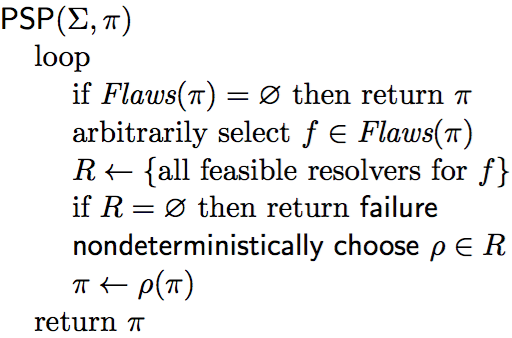 PSP(Σ, π)
loop
if Flaws(π) = ∅ then return π
arbitrarily select f ∈ Flaws(π)
R ← {all feasible resolvers for f}
if R = ∅ then return failure
nondeterministically choose ρ ∈ R
π ← ρ(π)
return π